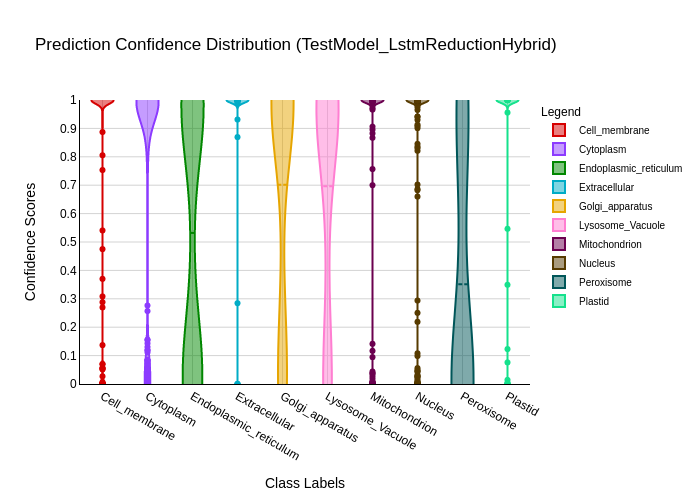 Prediction Confidence Distribution (TestModel_LstmReductionHybrid)
Confidence Scores
1
0.9
0.8
0.7
0.6
0.5
0.4
0.3
0.2
0.1
0
Cell_membrane
Cytoplasm
Endoplasmic_reticulum
Extracellular
Golgi_apparatus
Lysosome_Vacuole
Mitochondrion
Nucleus
Peroxisome
Plastid
Class Labels
Legend
Cell_membrane
Cytoplasm
Endoplasmic_reticulum
Extracellular
Golgi_apparatus
Lysosome_Vacuole
Mitochondrion
Nucleus
Peroxisome
Plastid